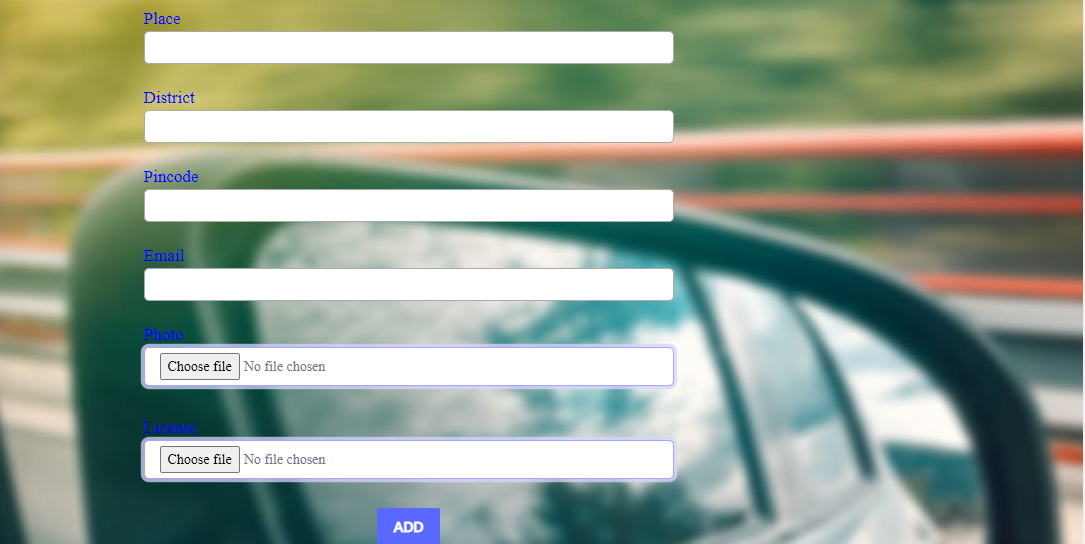 Place
District
Pincode
Email
Photo
Choose file No file chosen
License
Choose file No file chosen
ADD